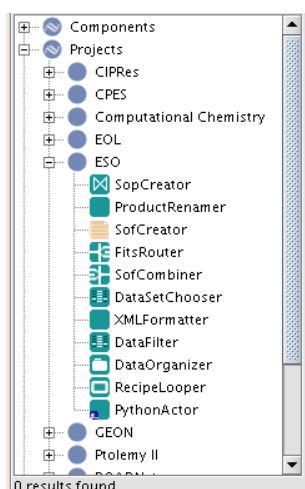 Components
Projects
CIPRes
CPES
Computational Chemistry
EOL
ESO
SopCreator
ProductRenamer
SofCreator
FitsRouter
SofCombiner
DataSetChooser
XMLFormatter
DataFilter
DataOrganizer
RecipeLooper
PythonActor
GEON
Ptolemy II
0 results found